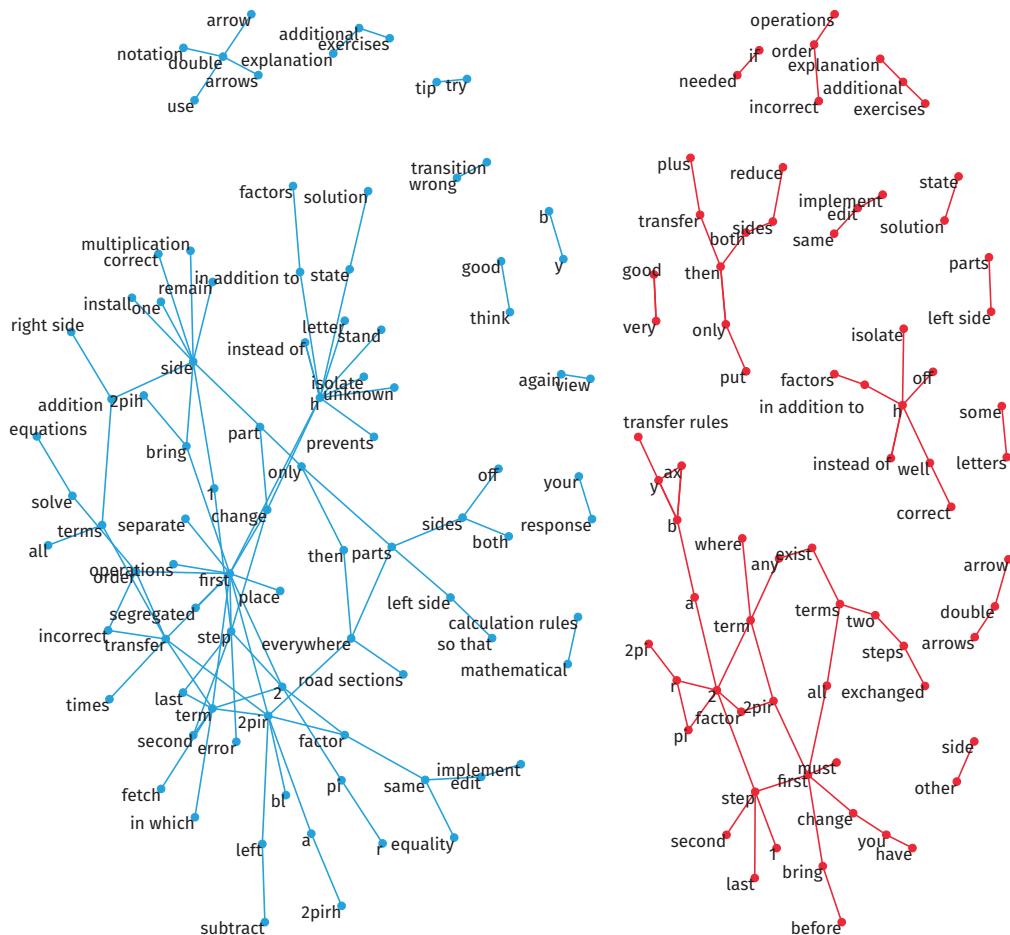 arrow
notation
double
arrows
use
additional
exercises
explanation
tip
try
transition
wrong
b
y
good
think
again
view
your
response
calculation rules
mathematical
factors
solution
multiplication
correct
remain
in addition to
state
install
one
letter
stand
right side
instead of
side
isolate
unknown
h
addition
2pih
equations
part
prevents
bring
only
off
solve
1
change
sides
terms
separate
both
all
then
parts
operations
order
first
place
segregated
left side
incorrect
transfer
step
everywhere
so that
road sections
times
last
2
term
2pir
second
error
factor
fetch
bl
pi
same
implement
edit
in which
left
a
r
equality
2pirh
subtract
operations
if
order
needed
explanation
incorrect
additional
exercises
plus
reduce
transfer
sides
both
then
only
put
implement
edit
same
state
solution
good
very
parts
left side
isolate
factors
off
in addition to
h
instead of
well
correct
some
letters
transfer rules
ax
y
b
where
any
exist
a
term
terms
two
steps
exchanged
arrow
double
arrows
2pi
r
2
factor
2pir
pi
all
must
first
step
change
second
1
you
have
last
bring
before
side
other